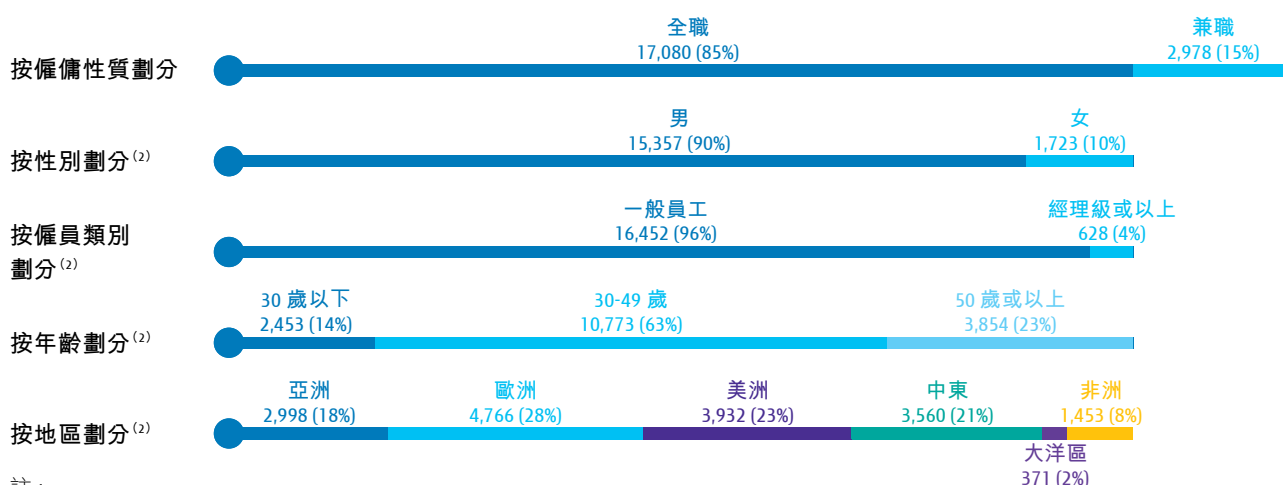 按僱傭性質劃分
全職
17,080 (85%)
兼職
2,978 (15%)
按性別劃分(2)
男
15,357 (90%)
女
1,723 (10%)
按僱員類別
劃分(2)
一般員工
16,452 (96%)
經理級或以上
628 (4%)
按年齡劃分(2)
30 歲以下
2,453 (14%)
30-49 歲
10,773 (63%)
50 歲或以上
3,854 (23%)
按地區劃分(2)
亞洲
2,998 (18%)
歐洲
4,766 (28%)
美洲
3,932 (23%)
中東
3,560 (21%)
非洲
1,453 (8%)
大洋區
371 (2%)